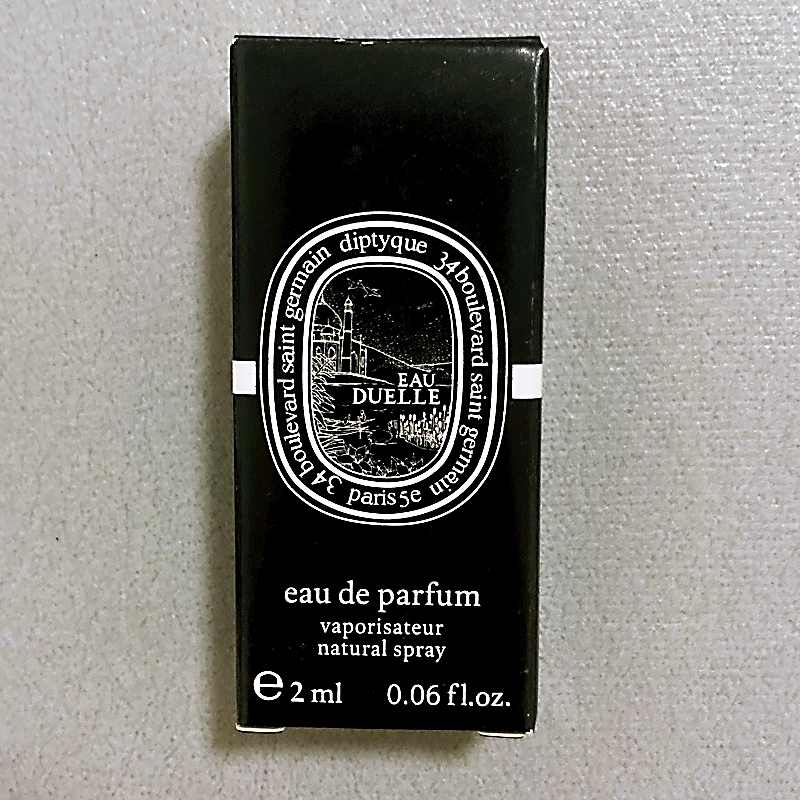 diptyque 34 boulevard saint germain paris 5e 34 boulevard saint germain
EAU
DUELLE
eau de parfum
vaporisateur
natural spray
e 2 ml 0.06 fl.oz.